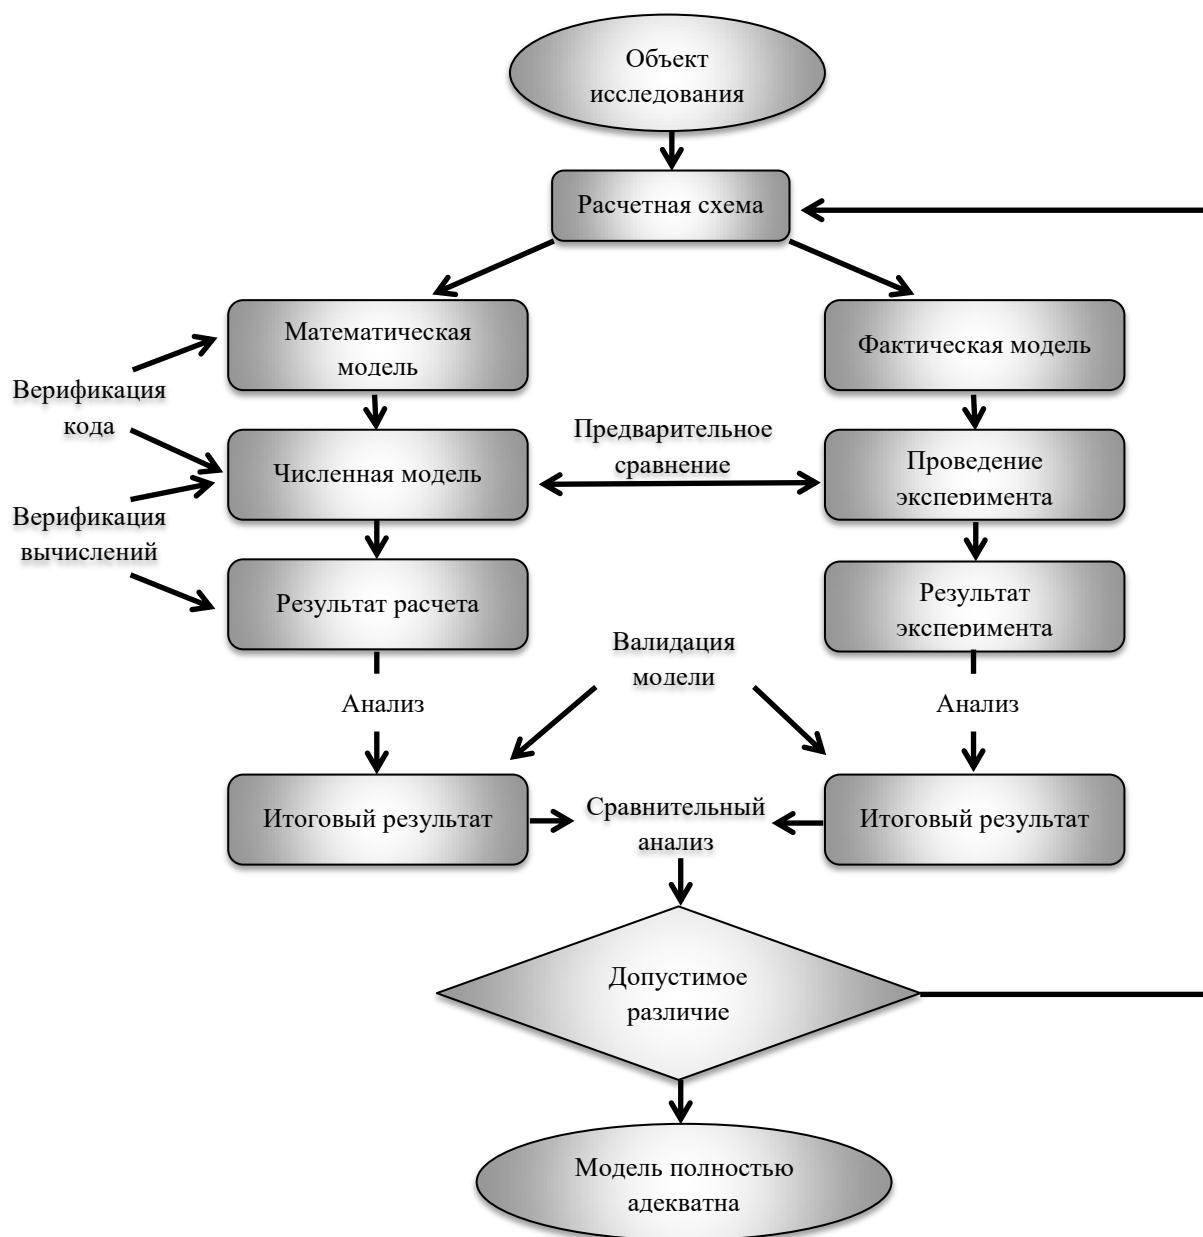 Объект
исследования
Расчетная схема
Математическая
модель
Фактическая модель
Верификация
кода
Предварительное
сравнение
Численная модель
Проведение
эксперимента
Верификация
вычислений
Результат расчета
Результат
эксперимента
Валидация
модели
Анализ
Анализ
Итоговый результат
Сравнительный
анализ
Итоговый результат
Допустимое
различие
Модель полностью
адекватна